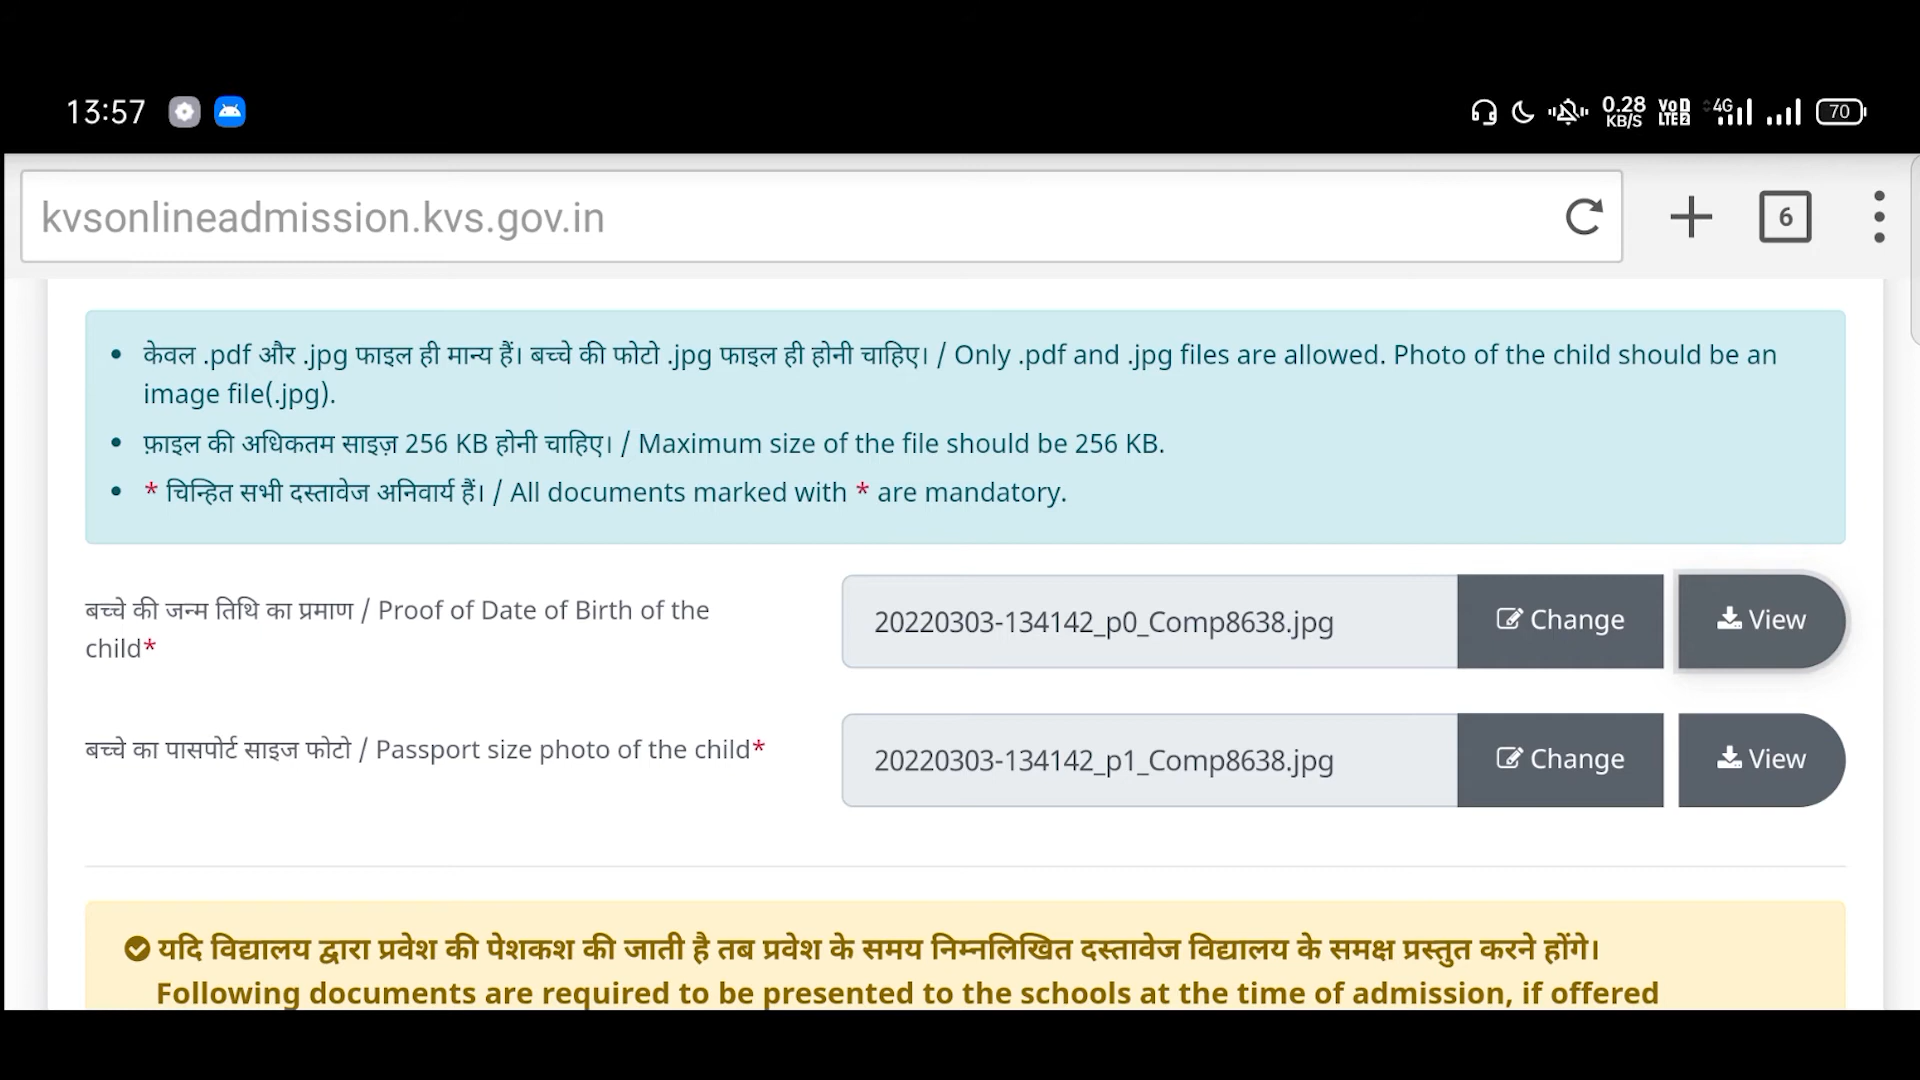 13:57
0.28 KB/S Vo LTE2 4G 70
kvsonlineadmission.kvs.gov.in
6
• केवल .pdf और .jpg फाइल ही मान्य हैं। बच्चे की फोटो .jpg फाइल ही होनी चाहिए। / Only .pdf and .jpg files are allowed. Photo of the child should be an
image file(.jpg).
• फ़ाइल की अधिकतम साइज़ 256 KB होनी चाहिए। / Maximum size of the file should be 256 KB.
• * चिन्हित सभी दस्तावेज अनिवार्य हैं। / All documents marked with * are mandatory.
बच्चे की जन्म तिथि का प्रमाण / Proof of Date of Birth of the
child*
20220303-134142_p0_Comp8638.jpg Change View
बच्चे का पासपोर्ट साइज फोटो / Passport size photo of the child*
20220303-134142_p1_Comp8638.jpg Change View
यदि विद्यालय द्वारा प्रवेश की पेशकश की जाती है तब प्रवेश के समय निम्नलिखित दस्तावेज विद्यालय के समक्ष प्रस्तुत करने होंगे।
Following documents are required to be presented to the schools at the time of admission, if offered